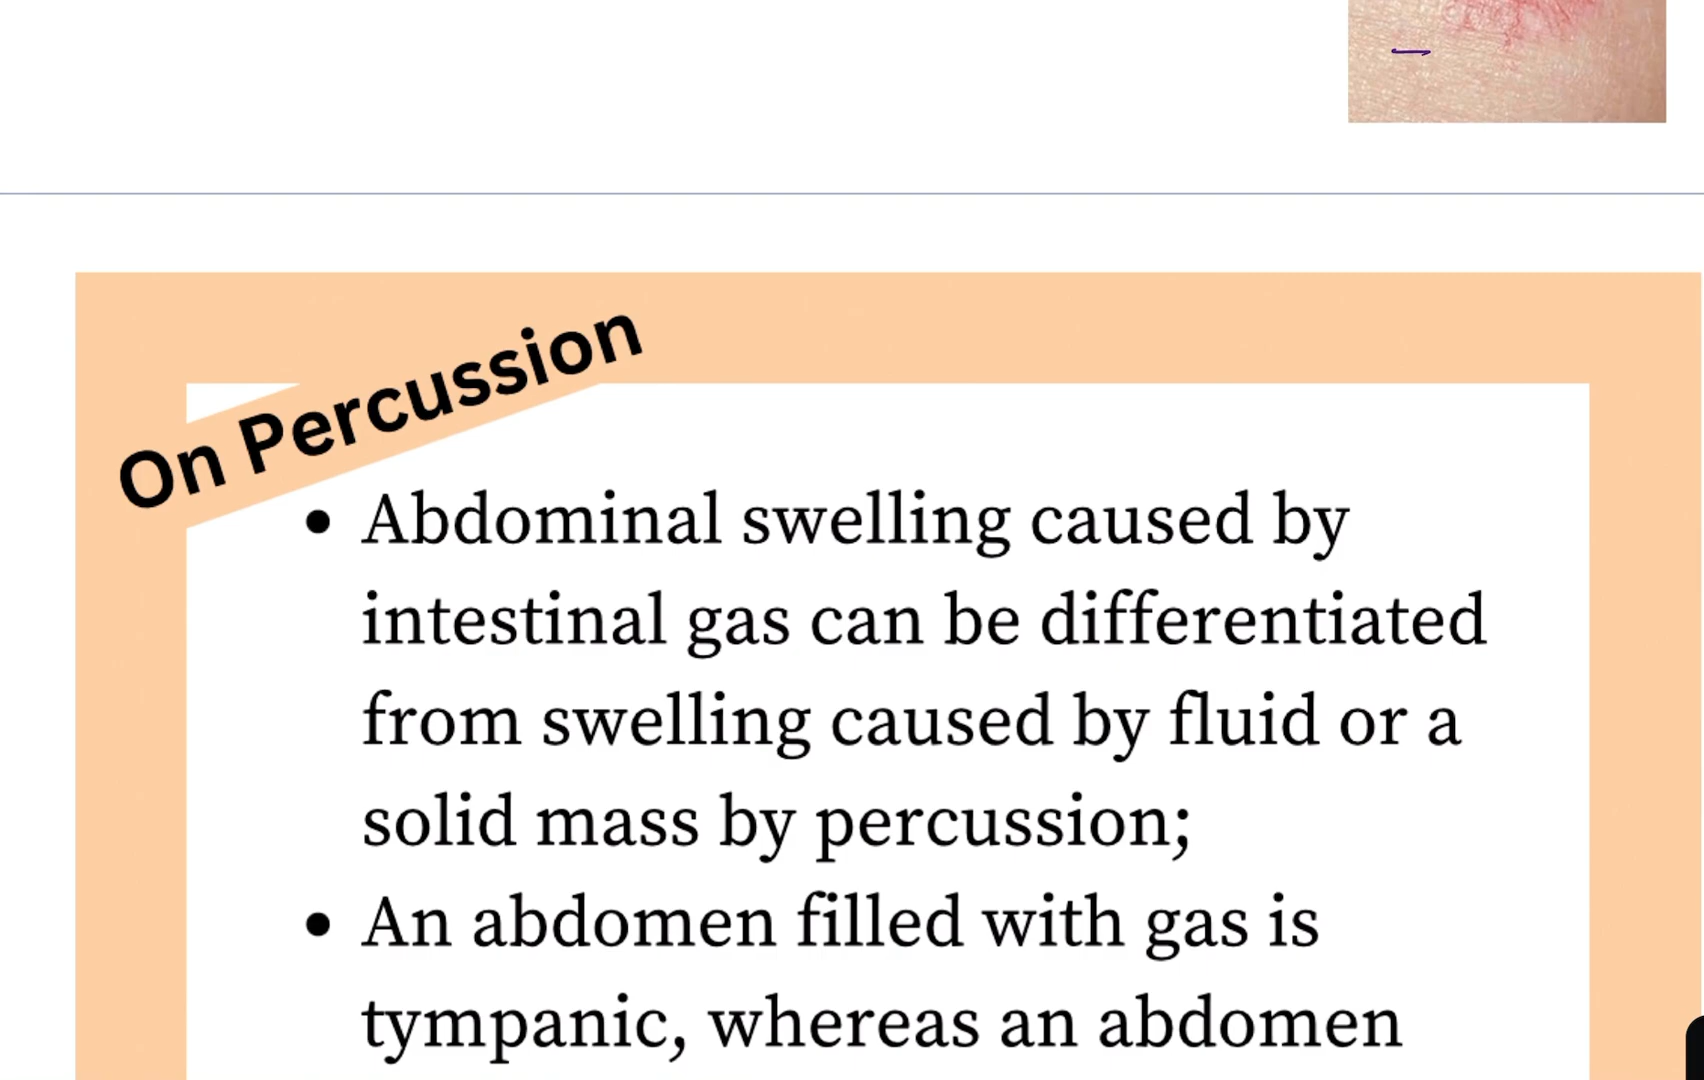 On Percussion
• Abdominal swelling caused by
intestinal gas can be differentiated
from swelling caused by fluid or a
solid mass by percussion;
• An abdomen filled with gas is
tympanic, whereas an abdomen